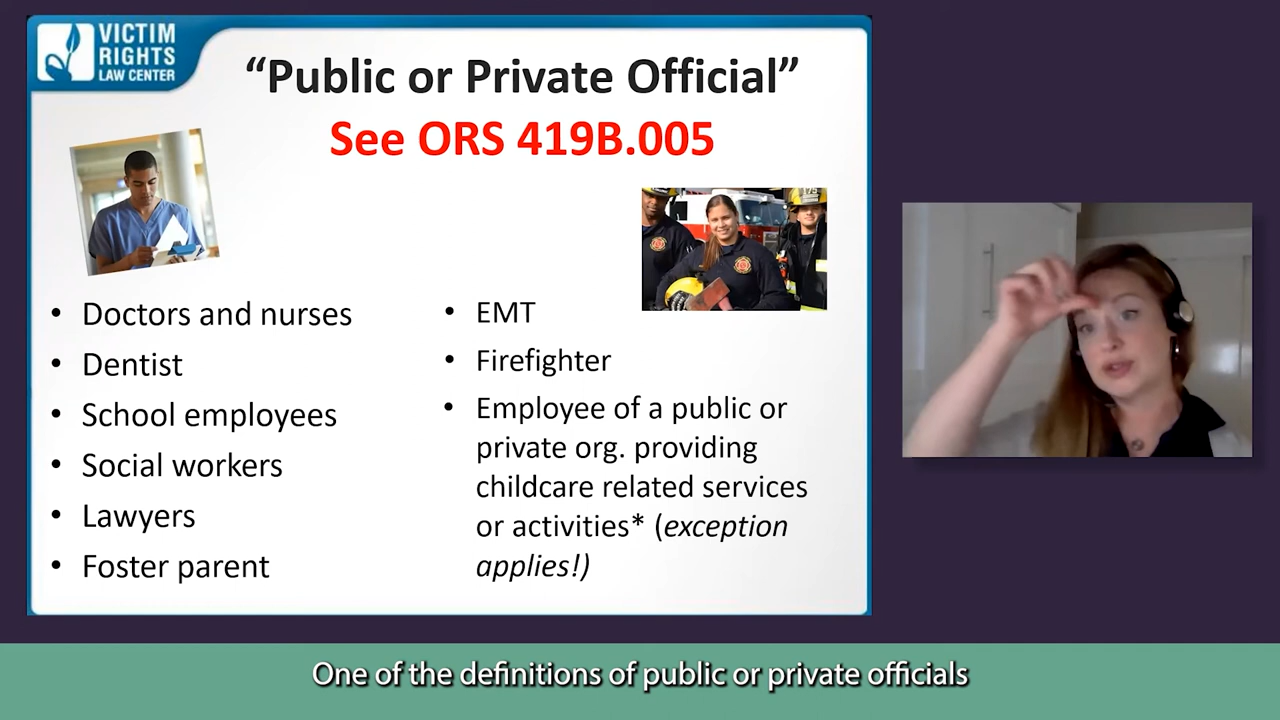 VICTIM
RIGHTS
LAW CENTER
“Public or Private Official”
See ORS 419B.005
• Doctors and nurses
• Dentist
• School employees
• Social workers
• Lawyers
• Foster parent
• EMT
• Firefighter
• Employee of a public or
private org. providing
childcare related services
or activities* (exception
applies!)
One of the definitions of public or private officials